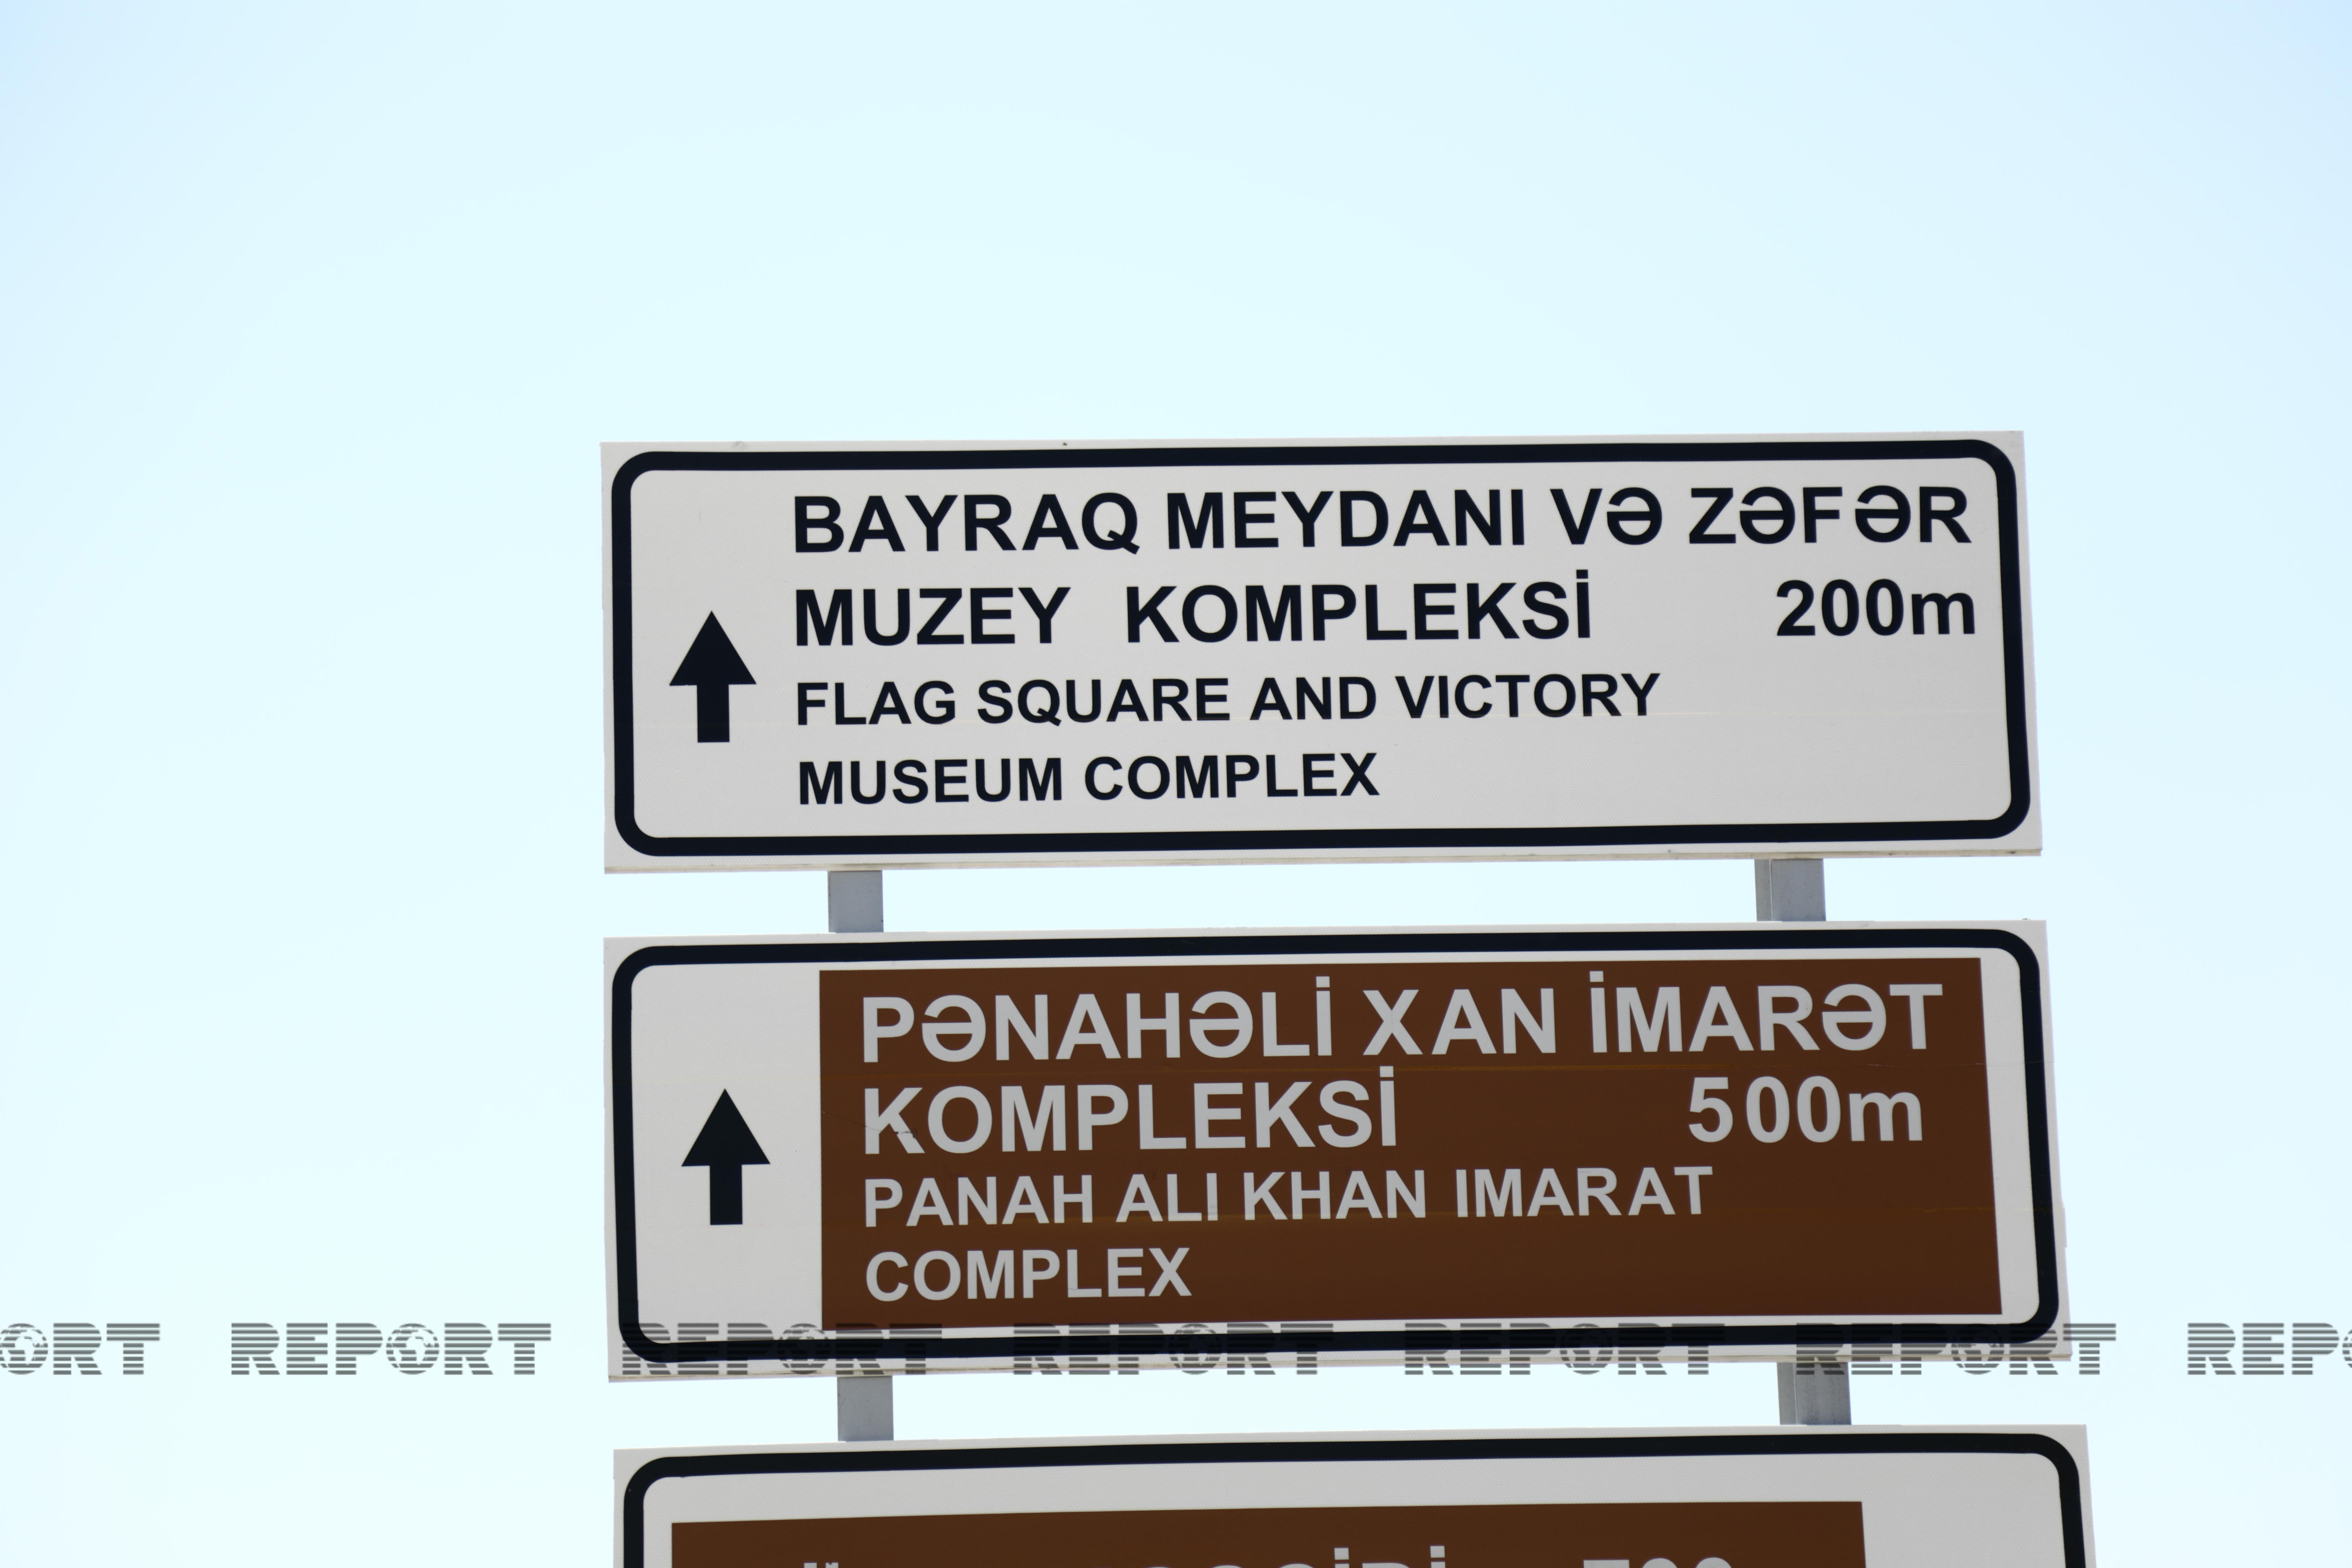 BAYRAQ MEYDANI VƏ ZƏFƏR
MUZEY KOMPLEKSİ 200m
FLAG SQUARE AND VICTORY
MUSEUM COMPLEX
PƏNAHƏLİ XAN İMARƏT
KOMPLEKSİ 500m
PANAH ALI KHAN IMARAT
COMPLEX
REPORT REPORT REPORT REPORT REPORT